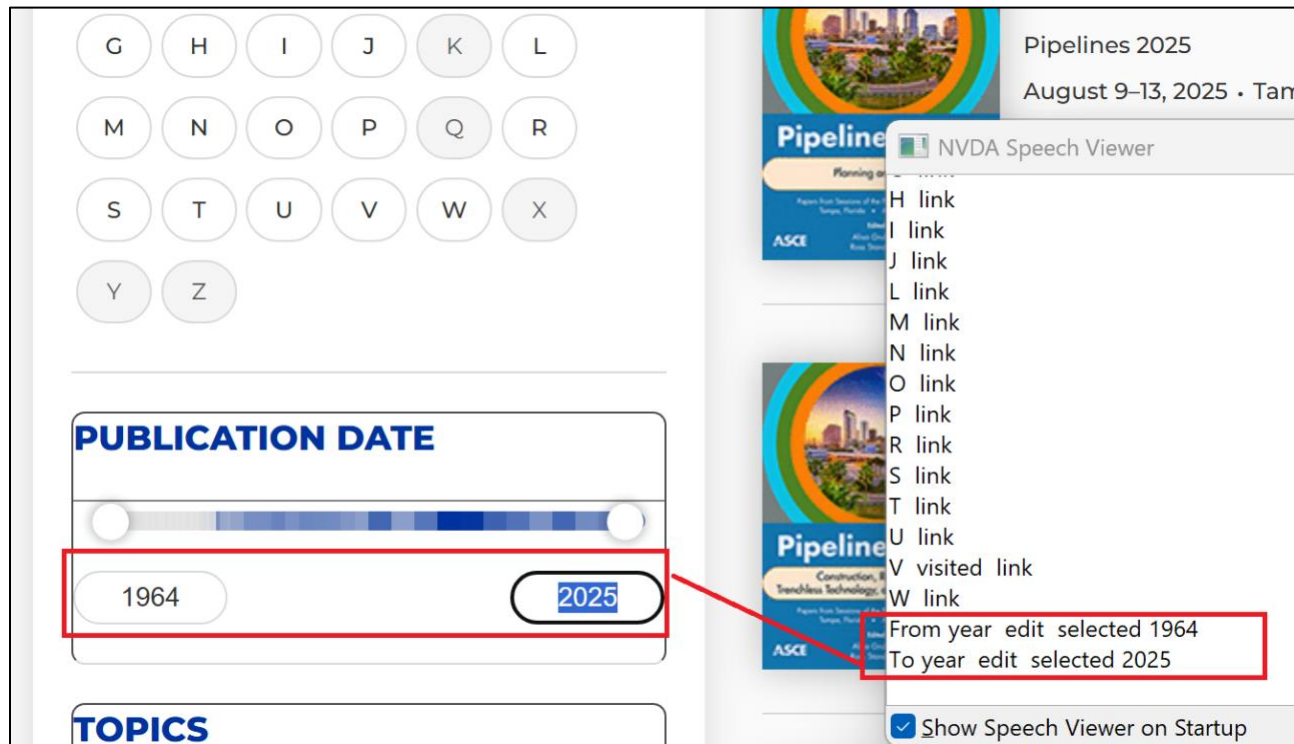 G H I J K L
M N O P Q R
S T U V W X
Y Z
PUBLICATION DATE
1964 2025
TOPICS
Pipelines 2025
August 9–13, 2025 • Tam
Pipeline
Planning
ASCE
Pipeline
Construction,
Trenchless Technology,
ASCE
NVDA Speech Viewer
H link
I link
J link
L link
M link
N link
O link
P link
R link
S link
T link
U link
V visited link
W link
From year edit selected 1964
To year edit selected 2025
Show Speech Viewer on Startup